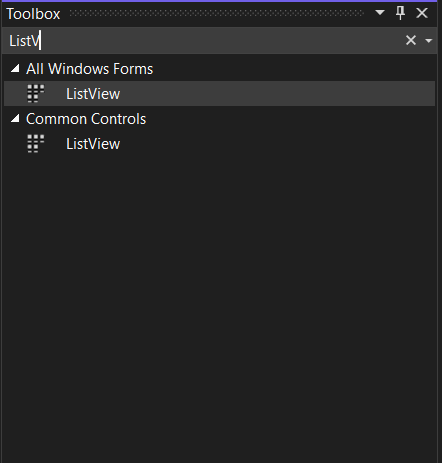 Toolbox
ListV
All Windows Forms
ListView
Common Controls
ListView